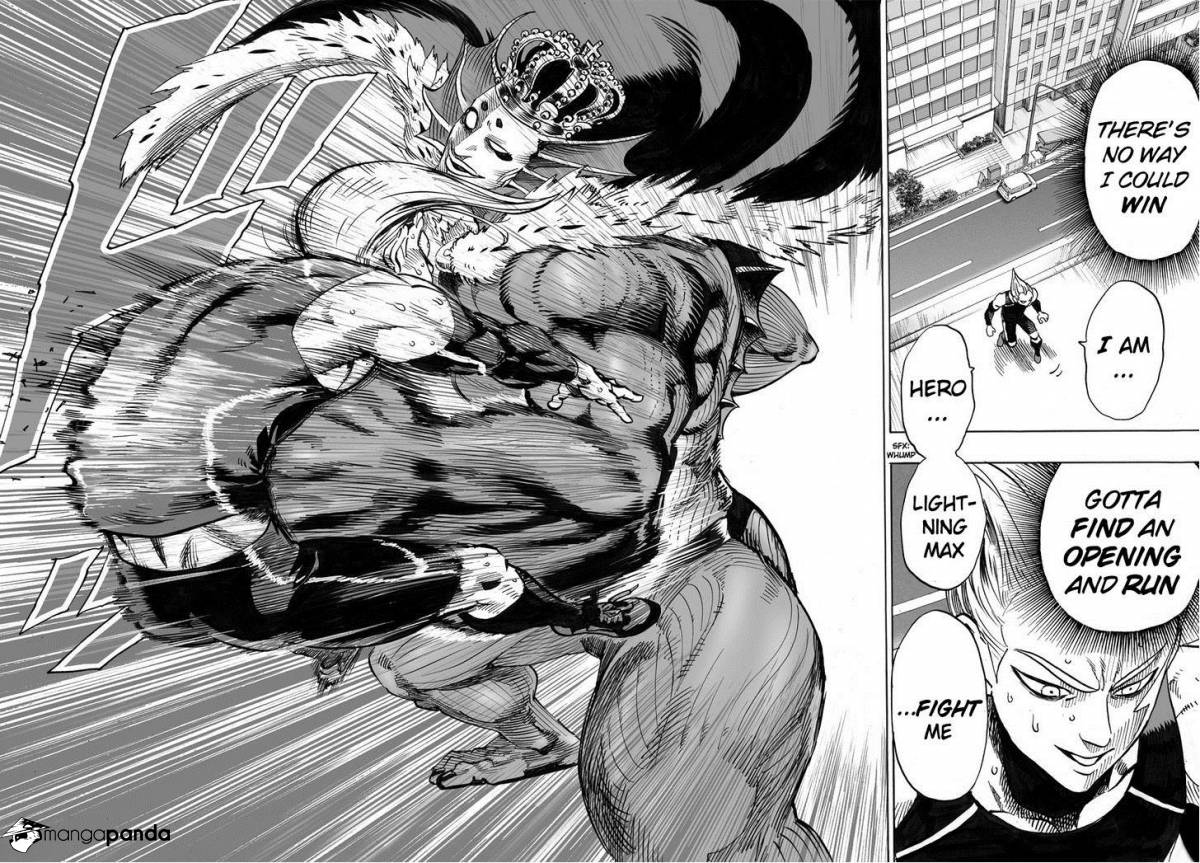 THERE'S
NO WAY
I COULD
WIN
I AM
...
HERO
...
SFX:
WHUMP
LIGHT-
NING
MAX
GOTTA
FIND AN
OPENING
AND RUN
...FIGHT
ME
mangapanda